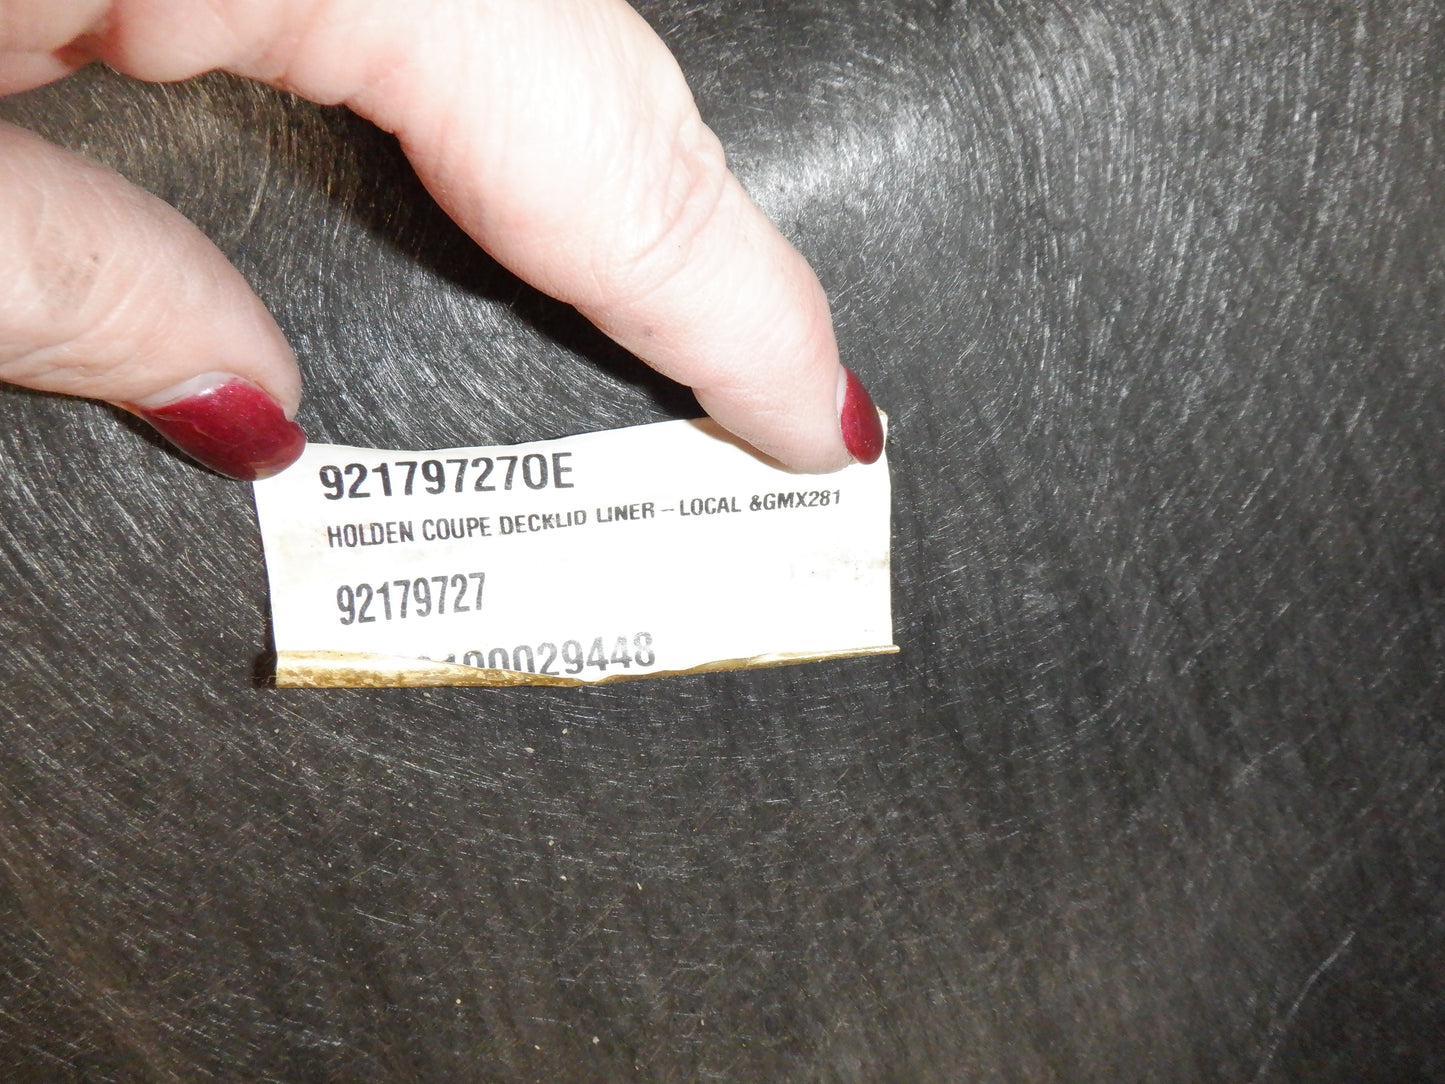 92179727OE
HOLDEN COUPE DECKLID LINER – LOCAL &GMX281
92179727